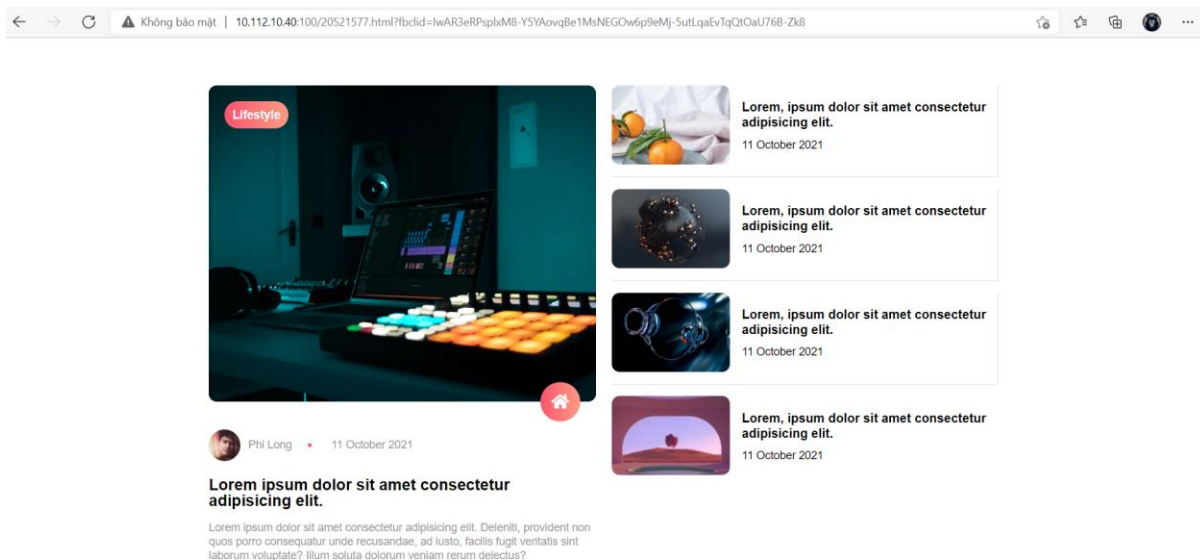 Không bảo mật | 10.112.10.40:100/20521577.html?fbclid=IwAR3eRPsplxM8-Y5YAovqBe1MsNEGOw6p9eMj-5utLqaEvTqQtOaU76B-Zk8
Lifestyle
Phi Long • 11 October 2021
Lorem ipsum dolor sit amet consectetur
adipisicing elit.
Lorem ipsum dolor sit amet consectetur adipisicing elit. Deleniti, provident non
quos porro consequatur unde recusandae, ad iusto, facilis fugit veritatis sint
laborum voluptate? Illum soluta dolorum veniam rerum delectus?
Lorem, ipsum dolor sit amet consectetur
adipisicing elit.
11 October 2021
Lorem, ipsum dolor sit amet consectetur
adipisicing elit.
11 October 2021
Lorem, ipsum dolor sit amet consectetur
adipisicing elit.
11 October 2021
Lorem, ipsum dolor sit amet consectetur
adipisicing elit.
11 October 2021